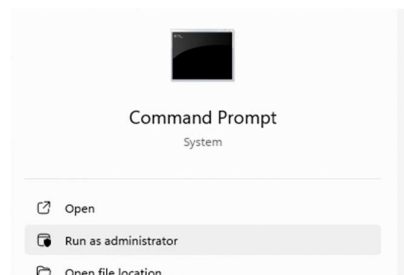 Command Prompt
System
Open
Run as administrator
Open file location